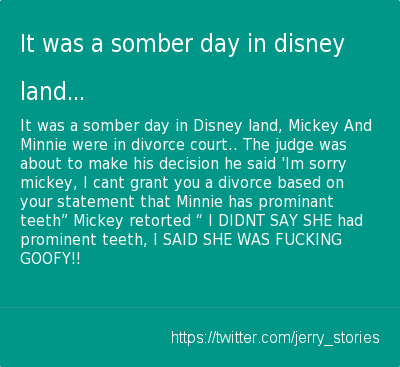 It was a somber day in disney
land...
It was a somber day in Disney land, Mickey And
Minnie were in divorce court.. The judge was
about to make his decision he said 'Im sorry
mickey, I cant grant you a divorce based on
your statement that Minnie has prominant
teeth” Mickey retorted “ I DIDNT SAY SHE had
prominent teeth, I SAID SHE WAS FUCKING
GOOFY!!
https://twitter.com/jerry_stories